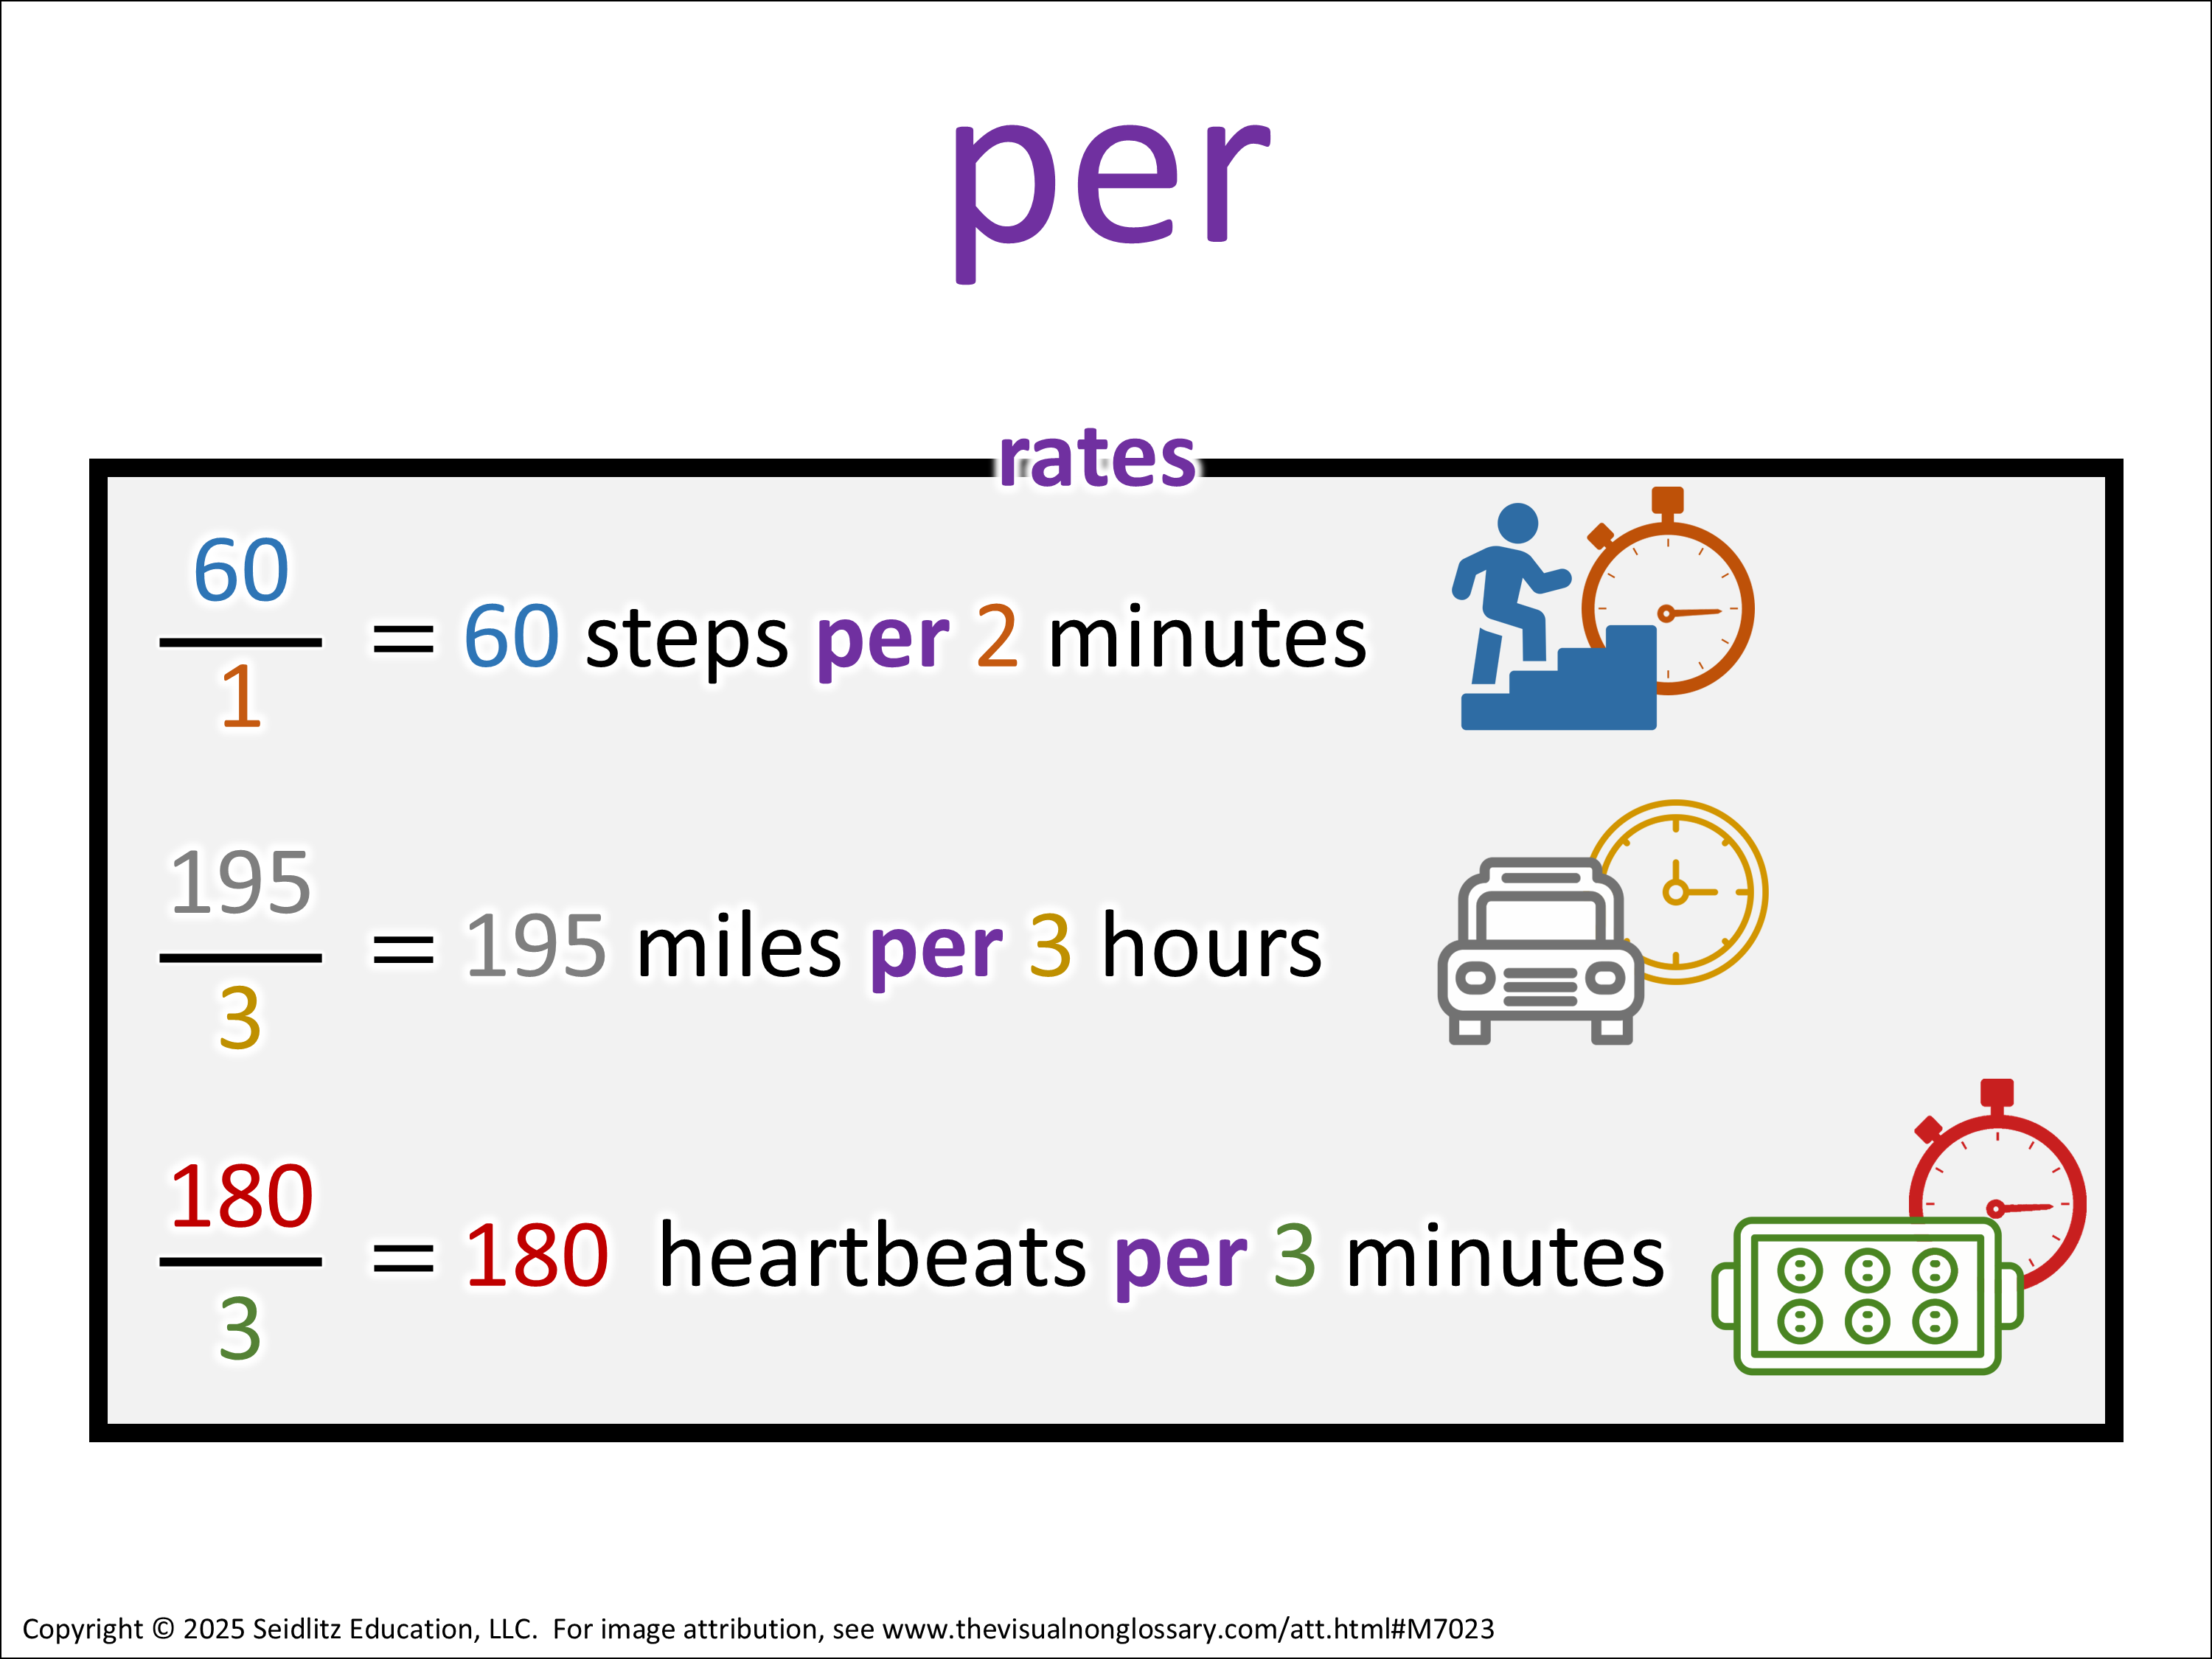 per
rates
60
1
= 60 steps per 2 minutes
195
3
= 195 miles per 3 hours
180
3
= 180 heartbeats per 3 minutes
Copyright © 2025 Seidlitz Education, LLC. For image attribution, see www.thevisualnonglossary.com/att.html#M7023